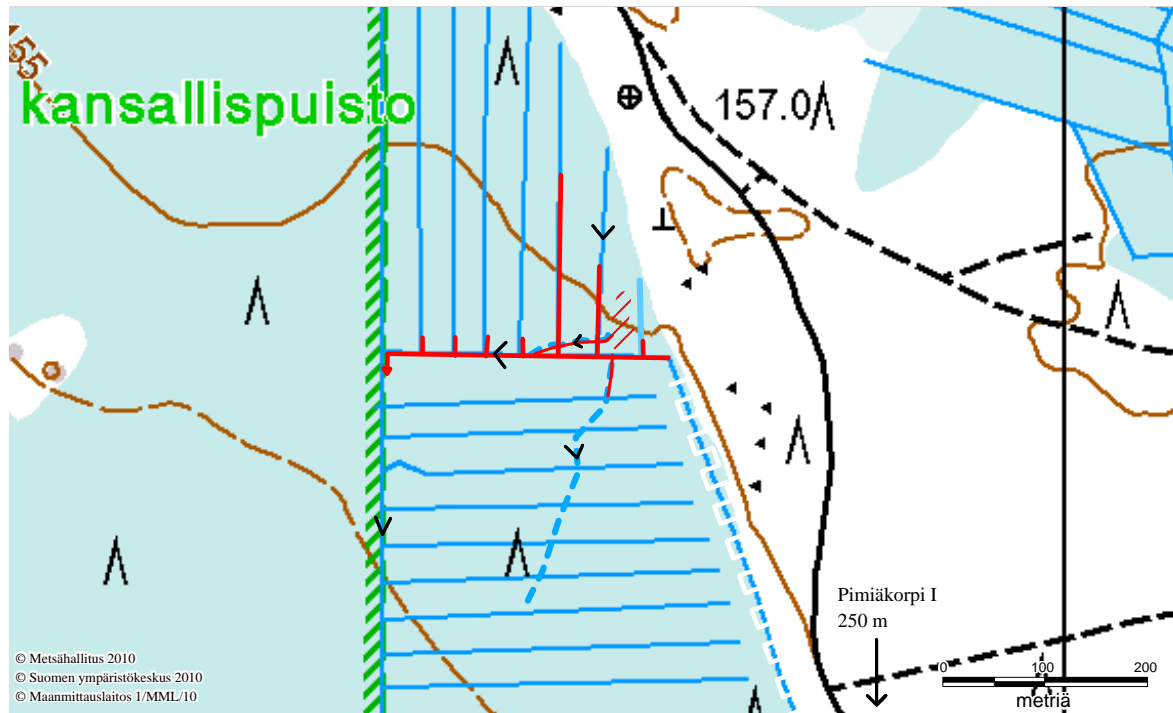 155
kansallispuisto
157.0
Pimiäkorpi I
250 m
© Metsähallitus 2010
© Suomen ympäristökeskus 2010
© Maanmittauslaitos 1/MML/10
0 100 200
metriä